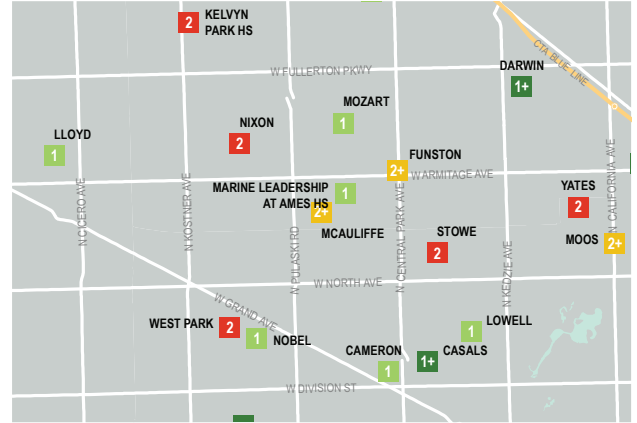 2
KELVYN
PARK HS
W FULLERTON PKWY
CTA BLUE LINE
DARWIN
1+
MOZART
1
NIXON
2
LLOYD
1
FUNSTON
2+
W ARMITAGE AVE
N CALIFORNIA AVE
MARINE LEADERSHIP
AT AMES HS
1
2+
MCAULIFFE
YATES
2
MOOS
2+
STOWE
2
N CICERO AVE
N KOSTNER AVE
N PULASKI RD
N CENTRAL PARK AVE
N KEDZIE AVE
W NORTH AVE
W GRAND AVE
WEST PARK
2
1
NOBEL
LOWELL
1
CAMERON
1
1+
CASALS
W DIVISION ST